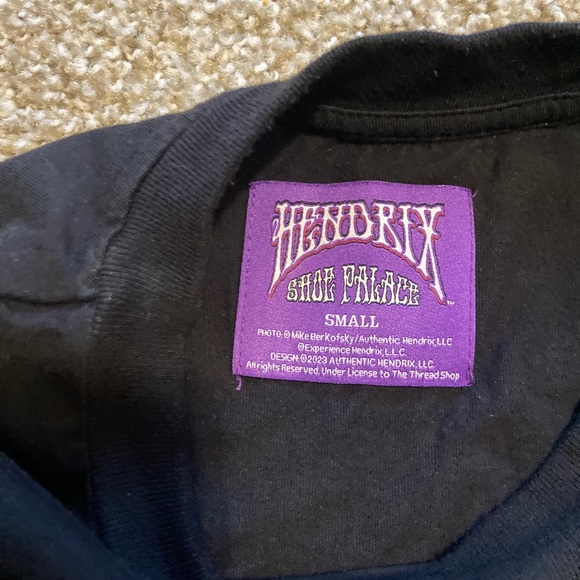 HENDRIX
SHOE PALACE
™
SMALL
PHOTO: © Mike Berkofsky/Authentic Hendrix, LLC
©Experience Hendrix, L.L.C.
DESIGN: ©2023 AUTHENTIC HENDRIX, LLC
All rights Reserved. Under License to The Thread Shop